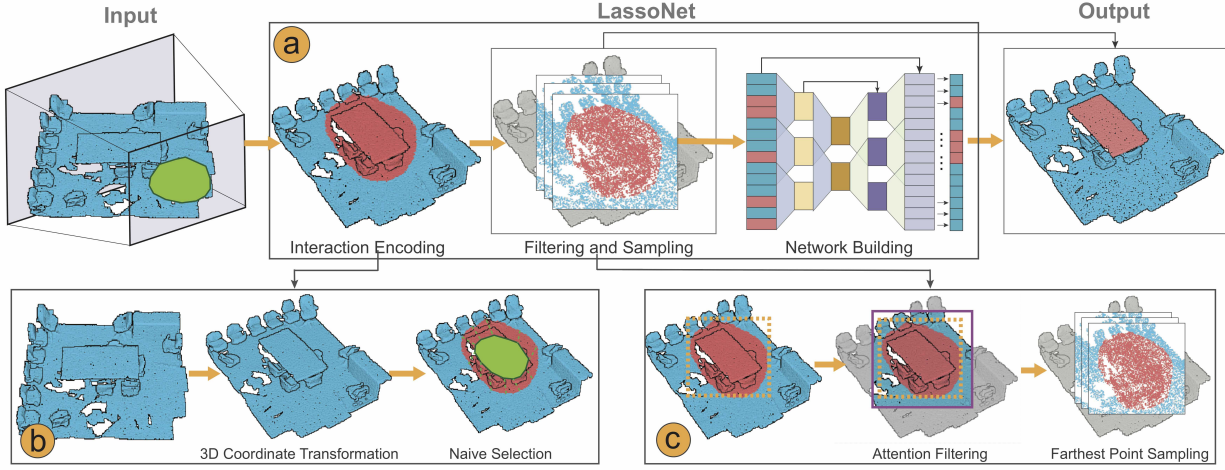 Input
LassoNet
Output
a
Interaction Encoding
Filtering and Sampling
Network Building
b
3D Coordinate Transformation
Naive Selection
c
Attention Filtering
Farthest Point Sampling